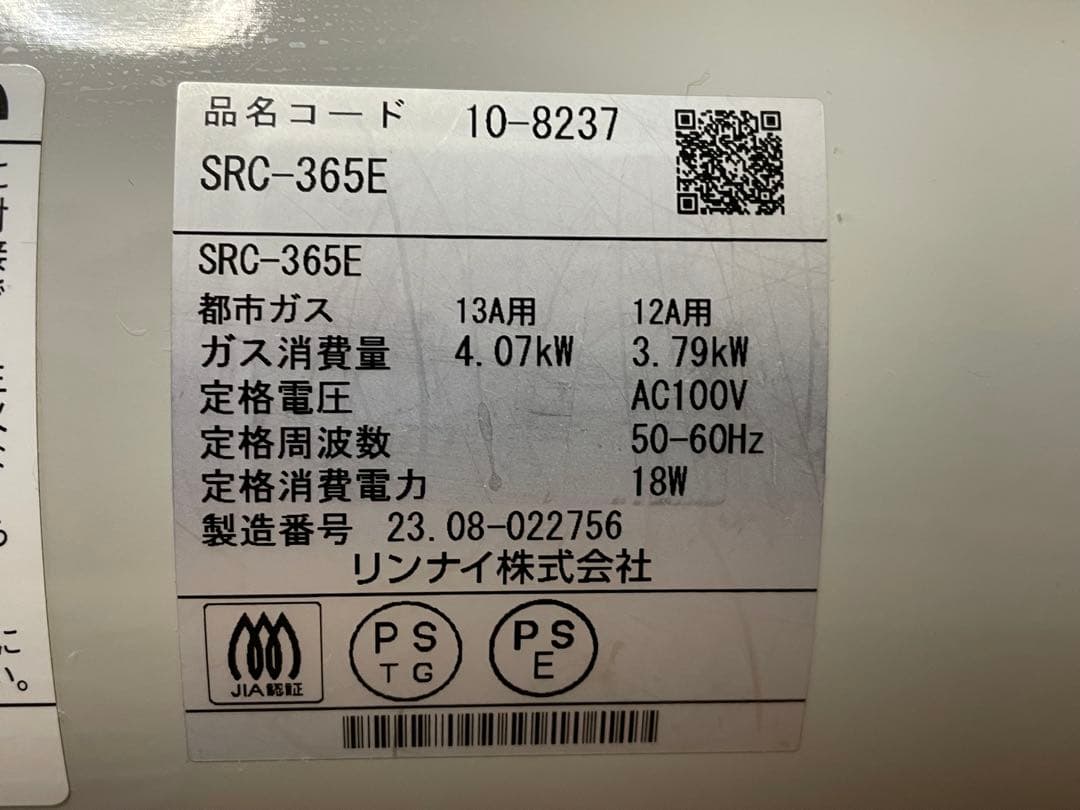 品名コード 10-8237
SRC-365E
SRC-365E
都市ガス 13A用 12A用
ガス消費量 4.07kW 3.79kW
定格電圧 AC100V
定格周波数 50-60Hz
定格消費電力 18W
製造番号 23.08-022756
リンナイ株式会社
JIA認証
PS
TG
PS
E